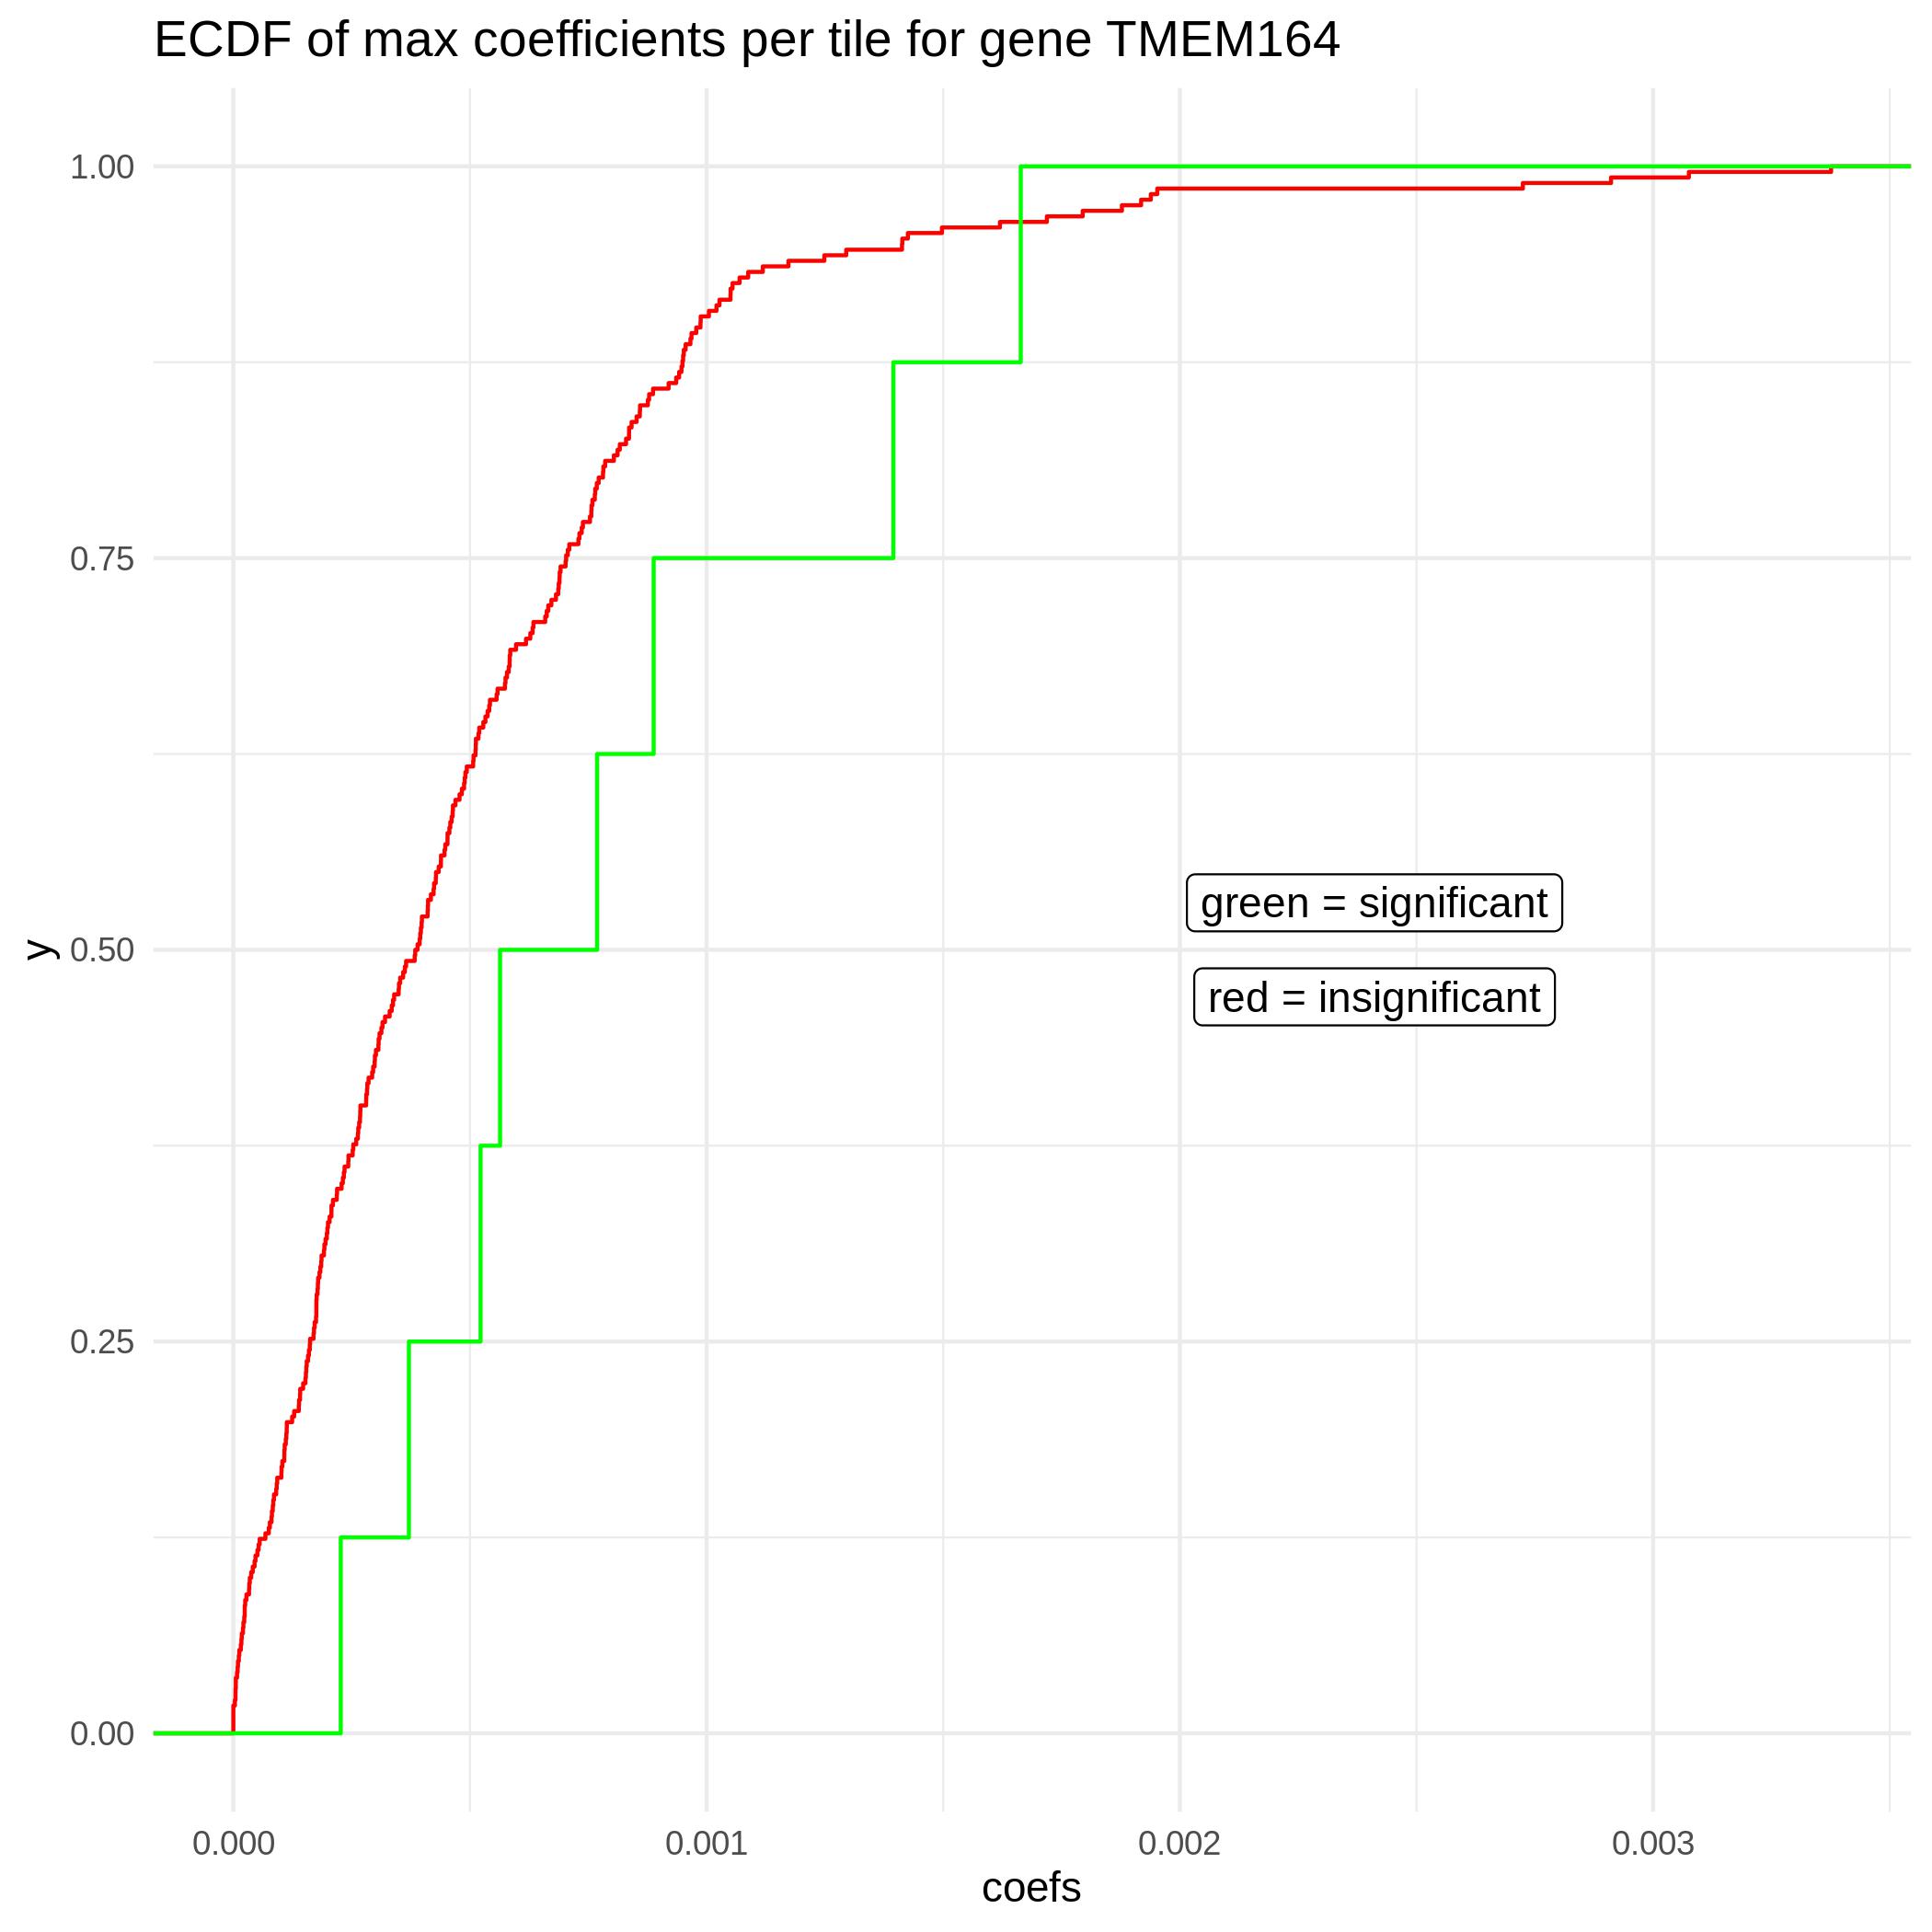 ECDF of max coefficients per tile for gene TMEM164
1.00
0.75
0.50
0.25
0.00
y
green = significant
red = insignificant
0.000
0.001
0.002
0.003
coefs